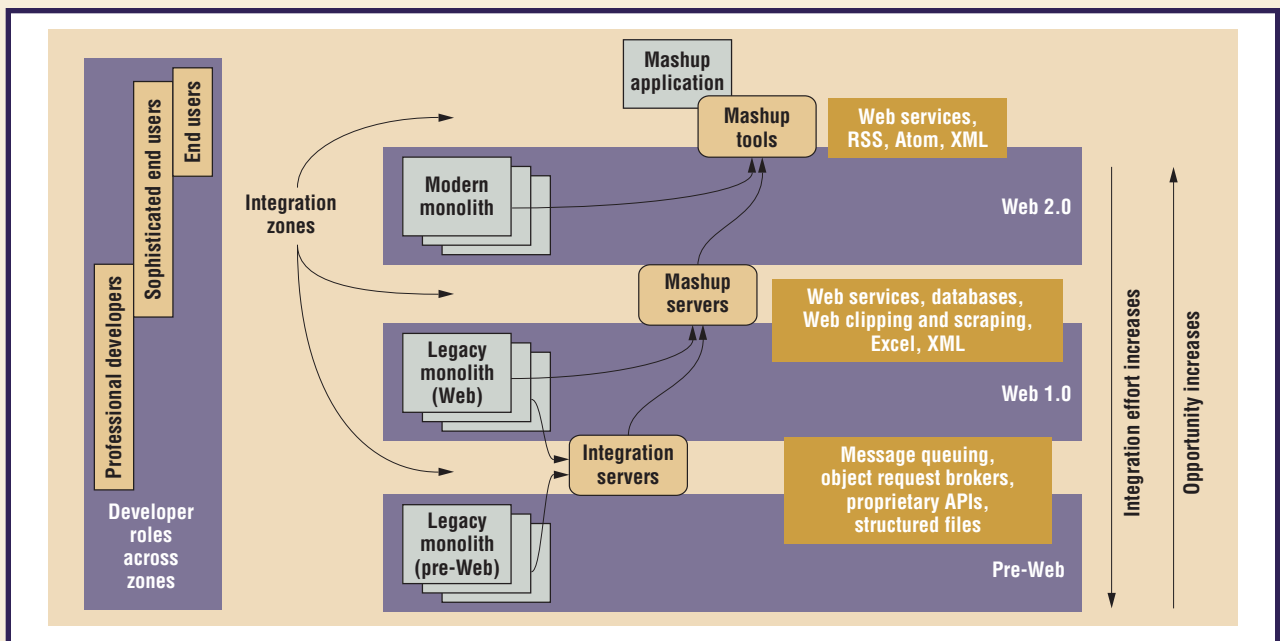 Professional developers
Sophisticated end users
End users
Developer
roles
across
zones
Integration
zones
Mashup
application
Mashup
tools
Web services,
RSS, Atom, XML
Modern
monolith
Web 2.0
Mashup
servers
Web services, databases,
Web clipping and scraping,
Excel, XML
Legacy
monolith
(Web)
Web 1.0
Integration
servers
Message queuing,
object request brokers,
proprietary APIs,
structured files
Legacy
monolith
(pre-Web)
Pre-Web
Integration effort increases
Opportunity increases